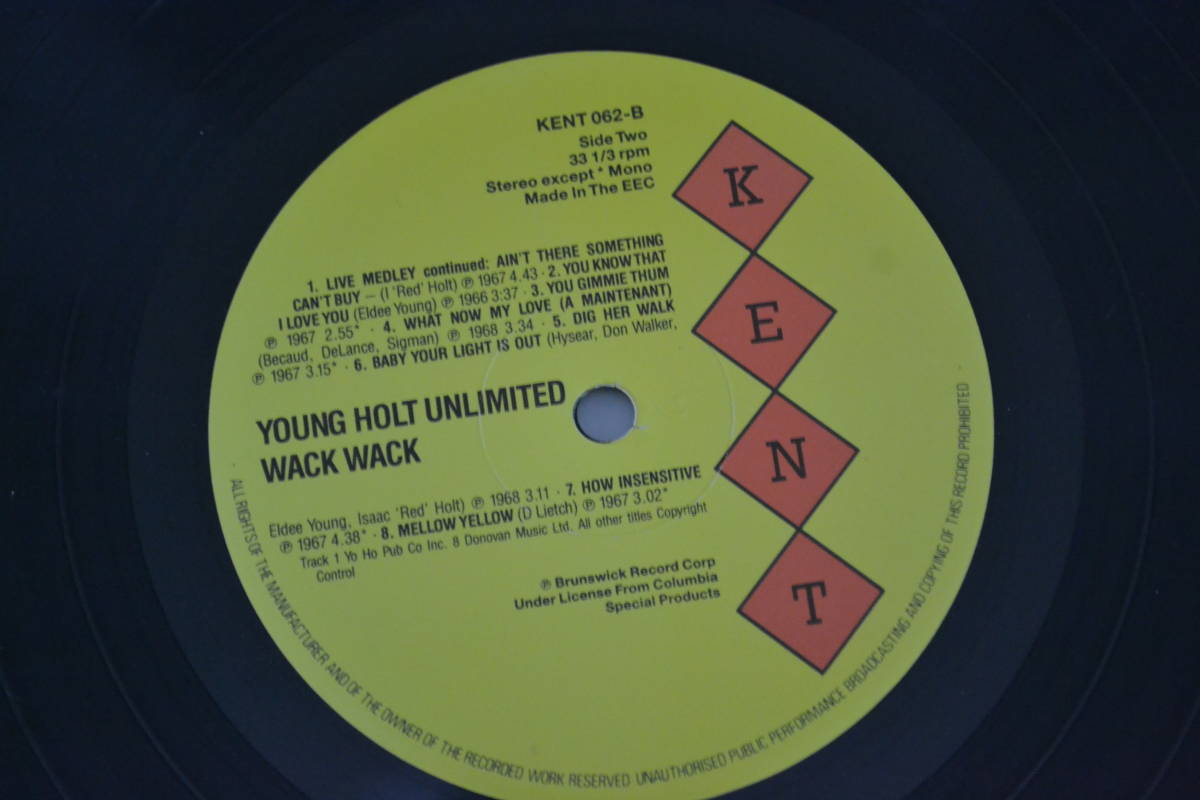 KENT 062-B
Side Two
33 1/3 rpm
Stereo except * Mono
Made In The EEC
1. LIVE MEDLEY continued: AIN'T THERE SOMETHING
CAN'T BUY – (I 'Red' Holt) ℗ 1967 4.43 · 2. YOU KNOW THAT
I LOVE YOU (Eldee Young) ℗ 1966 3:37 · 3. YOU GIMMIE THUM
℗ 1967 2.55* · 4. WHAT NOW MY LOVE (A MAINTENANT)
(Becaud, DeLance, Sigman) ℗ 1968 3.34 · 5. DIG HER WALK
℗ 1967 3.15* · 6. BABY YOUR LIGHT IS OUT (Hysear, Don Walker,
YOUNG HOLT UNLIMITED
WACK WACK
Eldee Young, Isaac 'Red' Holt) ℗ 1968 3.11 · 7. HOW INSENSITIVE
℗ 1967 4.38* · 8. MELLOW YELLOW (D Lietch) ℗ 1967 3.02*
Track 1 Yo Ho Pub Co Inc. 8 Donovan Music Ltd. All other titles Copyright
Control
℗ Brunswick Record Corp
Under License From Columbia
Special Products
K
E
N
T
ALL RIGHTS OF THE MANUFACTURER AND OF THE OWNER OF THE RECORDED WORK RESERVED UNAUTHORISED PUBLIC PERFORMANCE BROADCASTING AND COPYING OF THIS RECORD PROHIBITED